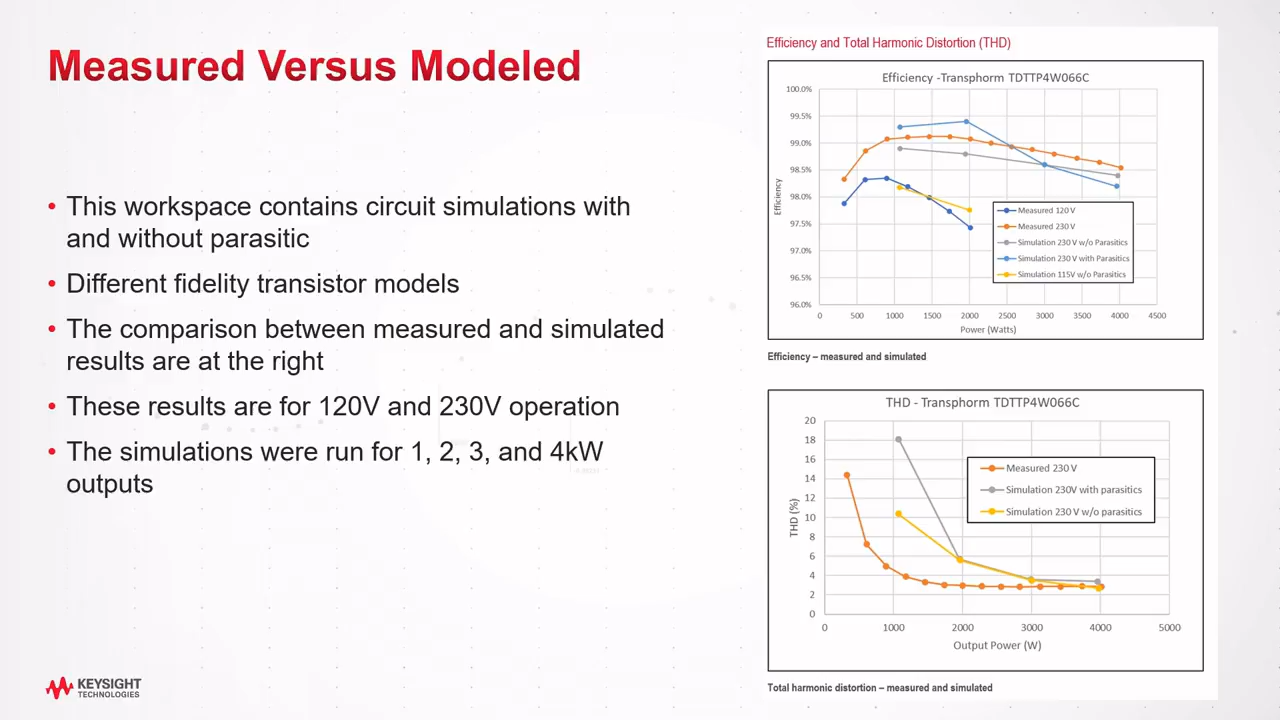 Measured Versus Modeled
• This workspace contains circuit simulations with
and without parasitic
• Different fidelity transistor models
• The comparison between measured and simulated
results are at the right
• These results are for 120V and 230V operation
• The simulations were run for 1, 2, 3, and 4kW
outputs
KEYSIGHT
TECHNOLOGIES
Efficiency and Total Harmonic Distortion (THD)
Efficiency -Transphorm TDTTP4W066C
100.0%
99.5%
99.0%
98.5%
98.0%
97.5%
97.0%
96.5%
96.0%
Efficiency
0 500 1000 1500 2000 2500 3000 3500 4000 4500
Power (Watts)
Measured 120 V
Measured 230 V
Simulation 230 V w/o Parasitics
Simulation 230 V with Parasitics
Simulation 115V w/o Parasitics
Efficiency – measured and simulated
THD - Transphorm TDTTP4W066C
20
18
16
14
12
10
8
6
4
2
0
THD (%)
0 1000 2000 3000 4000 5000
Output Power (W)
Measured 230 V
Simulation 230V with parasitics
Simulation 230 V w/o parasitics
Total harmonic distortion – measured and simulated